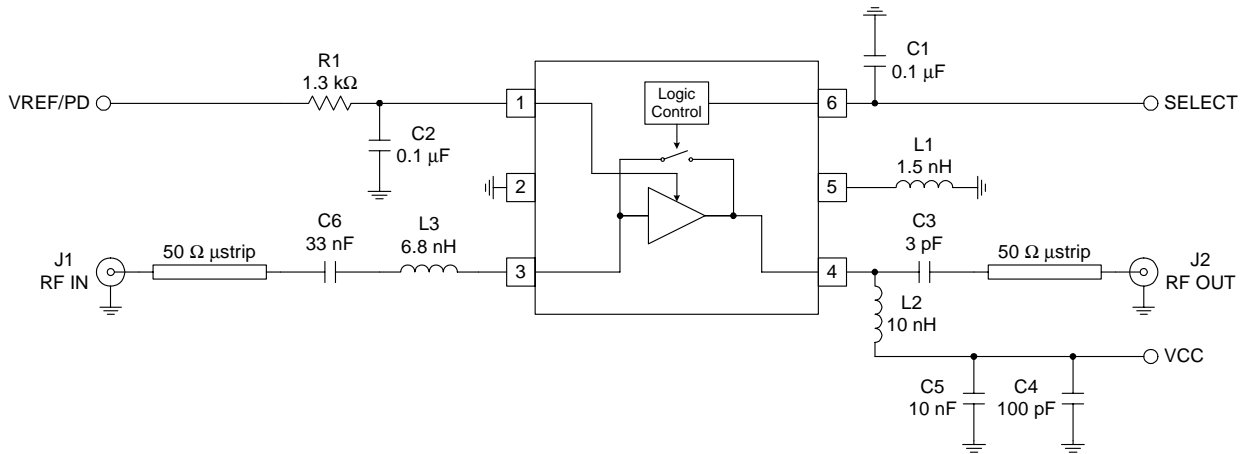 C1
0.1 µF
R1
1.3 kΩ
VREF/PD
1
Logic
Control
6
SELECT
C2
0.1 µF
L1
1.5 nH
2
5
C6
33 nF
L3
6.8 nH
C3
3 pF
J1
RF IN
50 Ω µstrip
3
4
50 Ω µstrip
J2
RF OUT
L2
10 nH
VCC
C5
10 nF
C4
100 pF